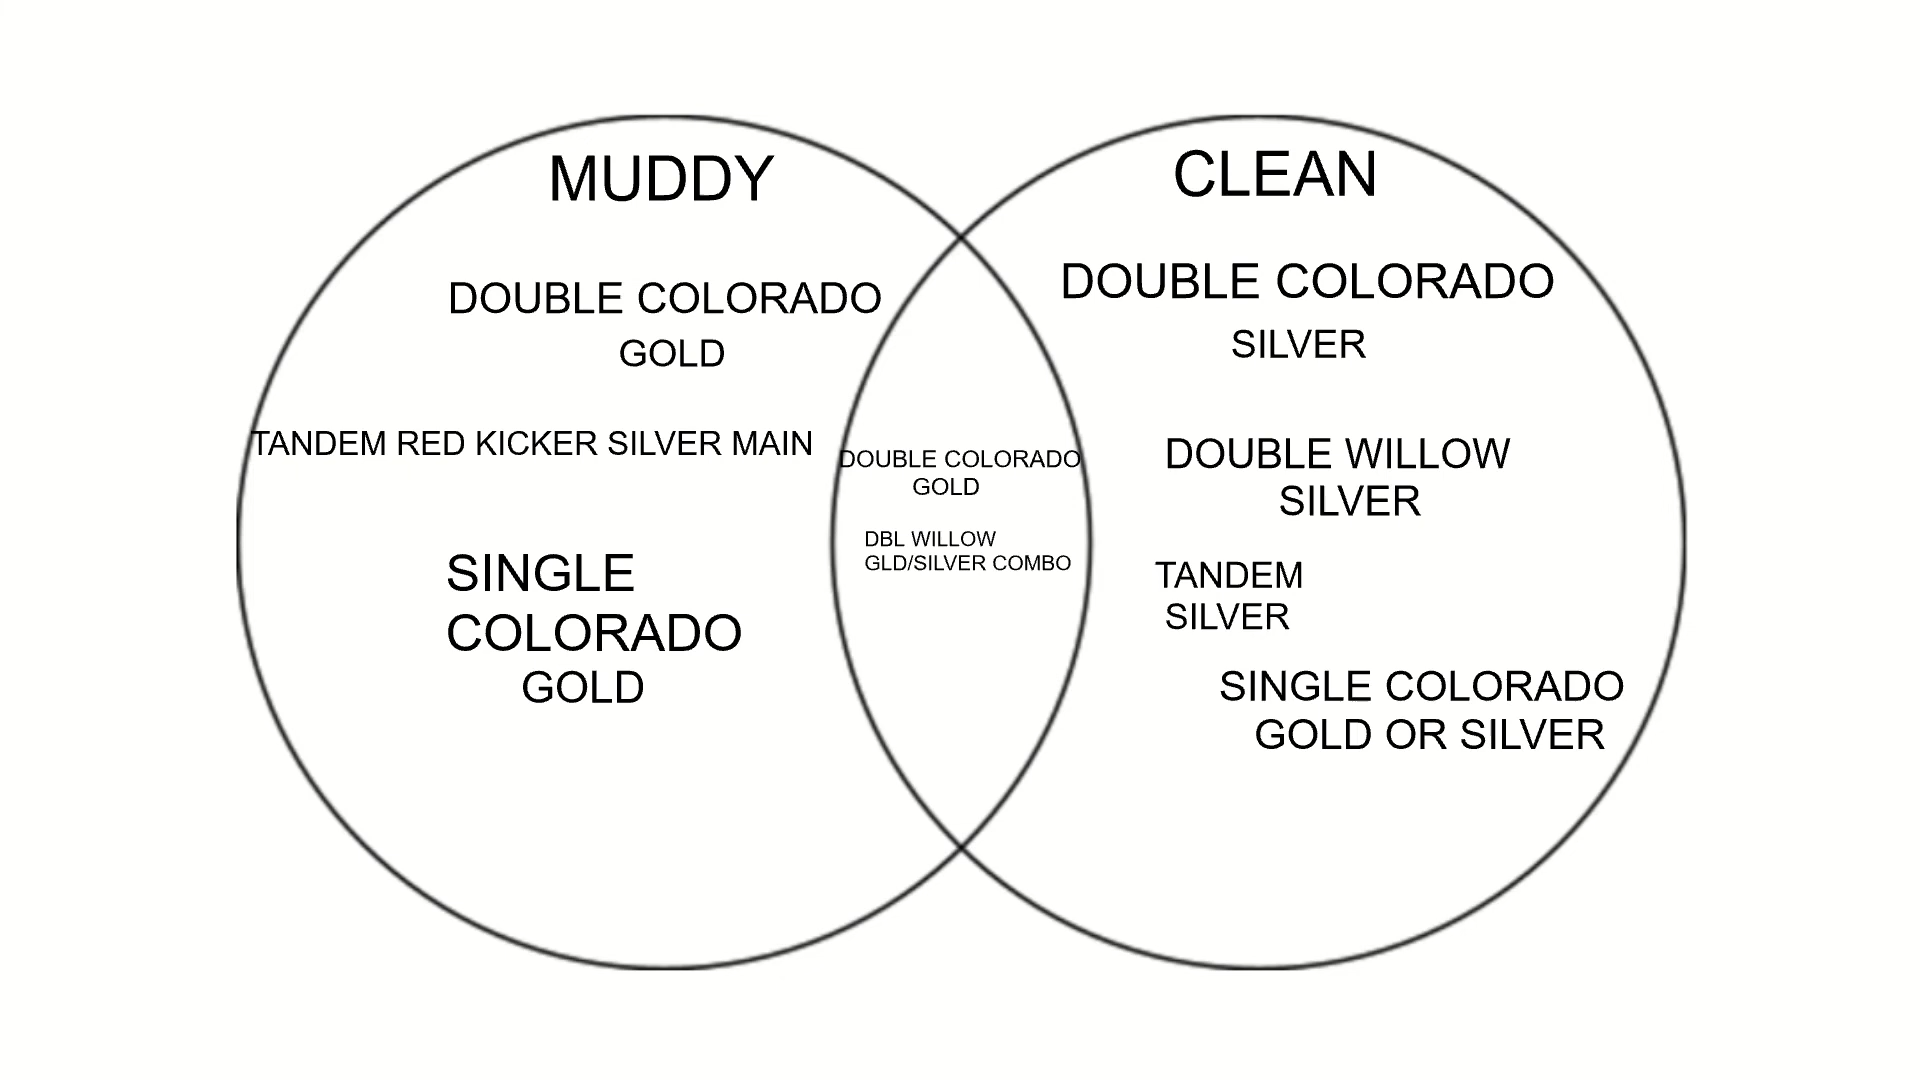 MUDDY
DOUBLE COLORADO
GOLD
TANDEM RED KICKER SILVER MAIN
SINGLE
COLORADO
GOLD
DOUBLE COLORADO
GOLD
DBL WILLOW
GLD/SILVER COMBO
CLEAN
DOUBLE COLORADO
SILVER
DOUBLE WILLOW
SILVER
TANDEM
SILVER
SINGLE COLORADO
GOLD OR SILVER